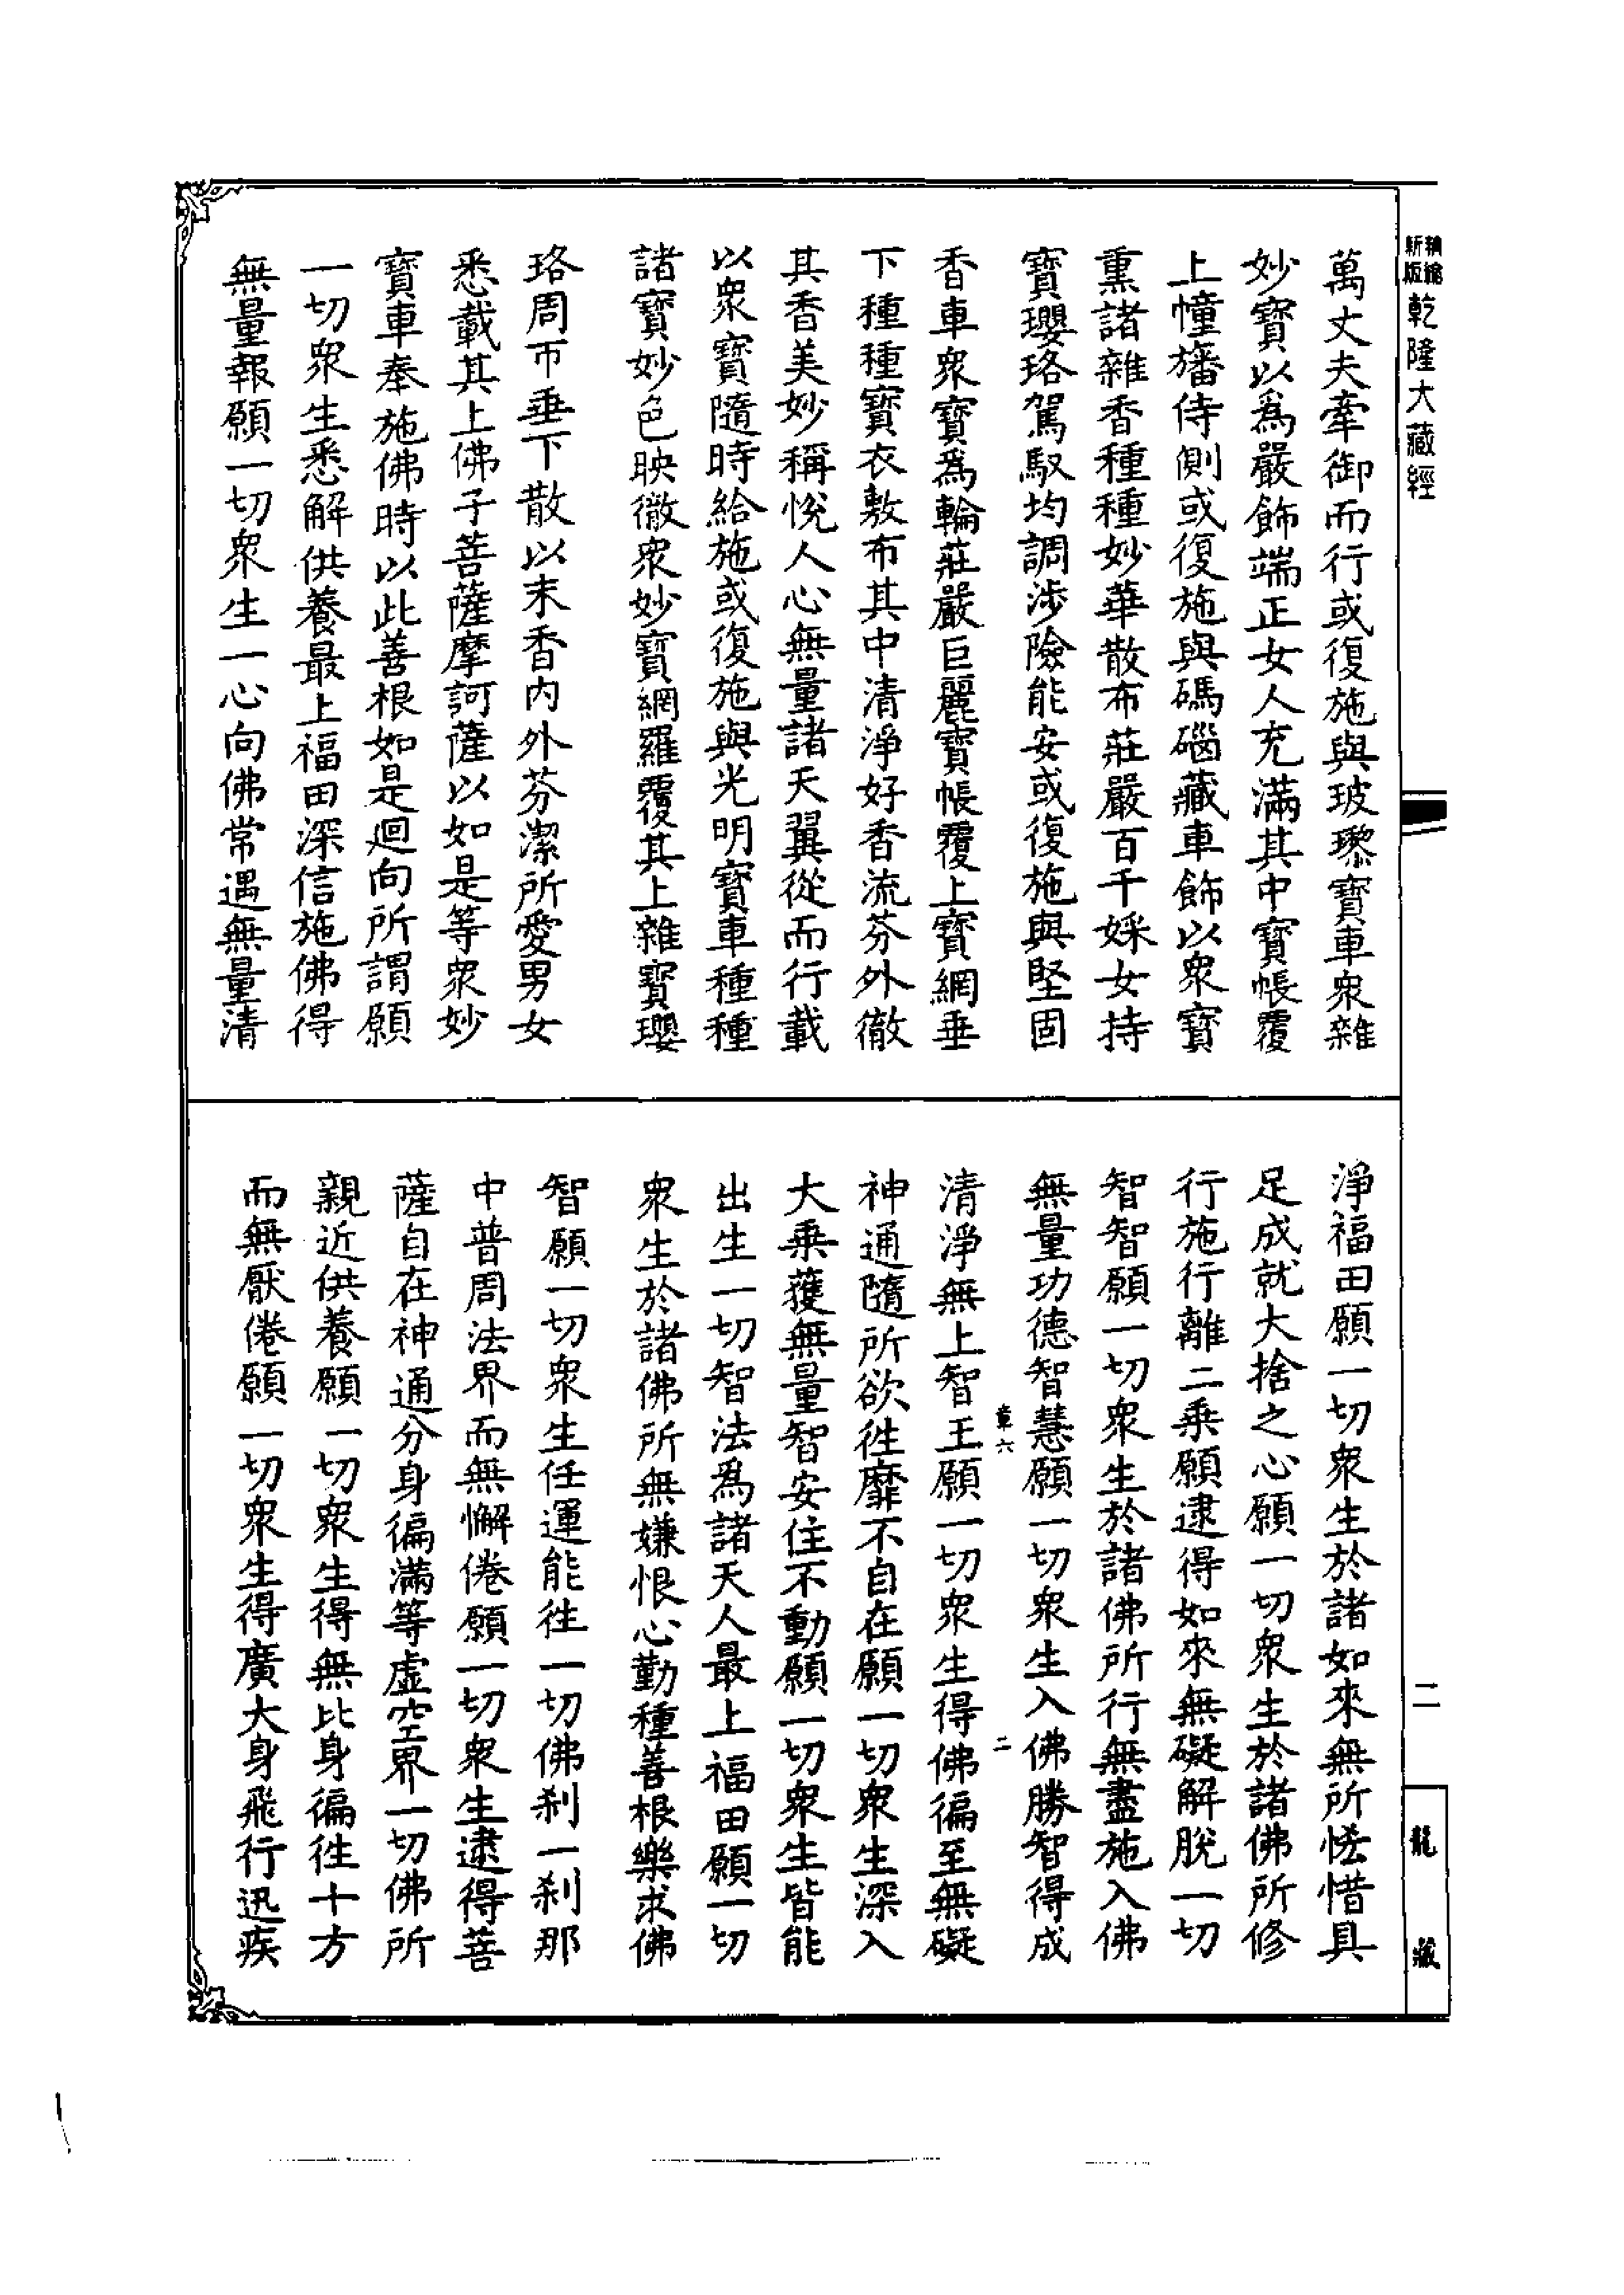 新版精繪乾隆大藏經
萬丈夫牽御而行或復施與玻瓈寶車衆雜
妙寶以爲嚴飾端正女人充滿其中寶帳覆
上幢旛侍側或復施與碼碯藏車飾以衆寶
熏諸雜香種種妙華散布莊嚴百千婇女持
寶瓔珞駕馭均調涉險能安或復施與堅固
香車衆寶爲輪莊嚴巨麗寶帳覆上寶網垂
下種種寶衣敷布其中清淨好香流芬外徹
其香美妙稱悅人心無量諸天翼從而行載
以衆寶隨時給施或復施與光明寶車種種
諸寶妙色映徹衆妙寶網羅覆其上雜寶瓔
珞周帀垂下散以末香內外芬潔所愛男女
悉載其上佛子菩薩摩訶薩以如是等衆妙
寶車奉施佛時以此善根如是迴向所謂願
一切衆生悉解供養最上福田深信施佛得
無量報願一切衆生一心向佛常遇無量清
淨福田願一切衆生於諸如來無所悋惜具
足成就大捨之心願一切衆生於諸佛所修
行施行離二乘願逮得如來無礙解脫一切
智智願一切衆生於諸佛所行無盡施入佛
無量功德智慧願一切衆生入佛勝智得成
章六 二
清淨無上智王願一切衆生得佛徧至無礙
神通隨所欲徃靡不自在願一切衆生深入
大乘獲無量智安住不動願一切衆生皆能
出生一切智法爲諸天人最上福田願一切
衆生於諸佛所無嫌恨心勤種善根樂求佛
智願一切衆生任運能徃一切佛刹一刹那
中普周法界而無懈倦願一切衆生逮得菩
薩自在神通分身徧滿等虛空界一切佛所
親近供養願一切衆生得無比身徧徃十方
而無厭倦願一切衆生得廣大身飛行迅疾
二
龍藏